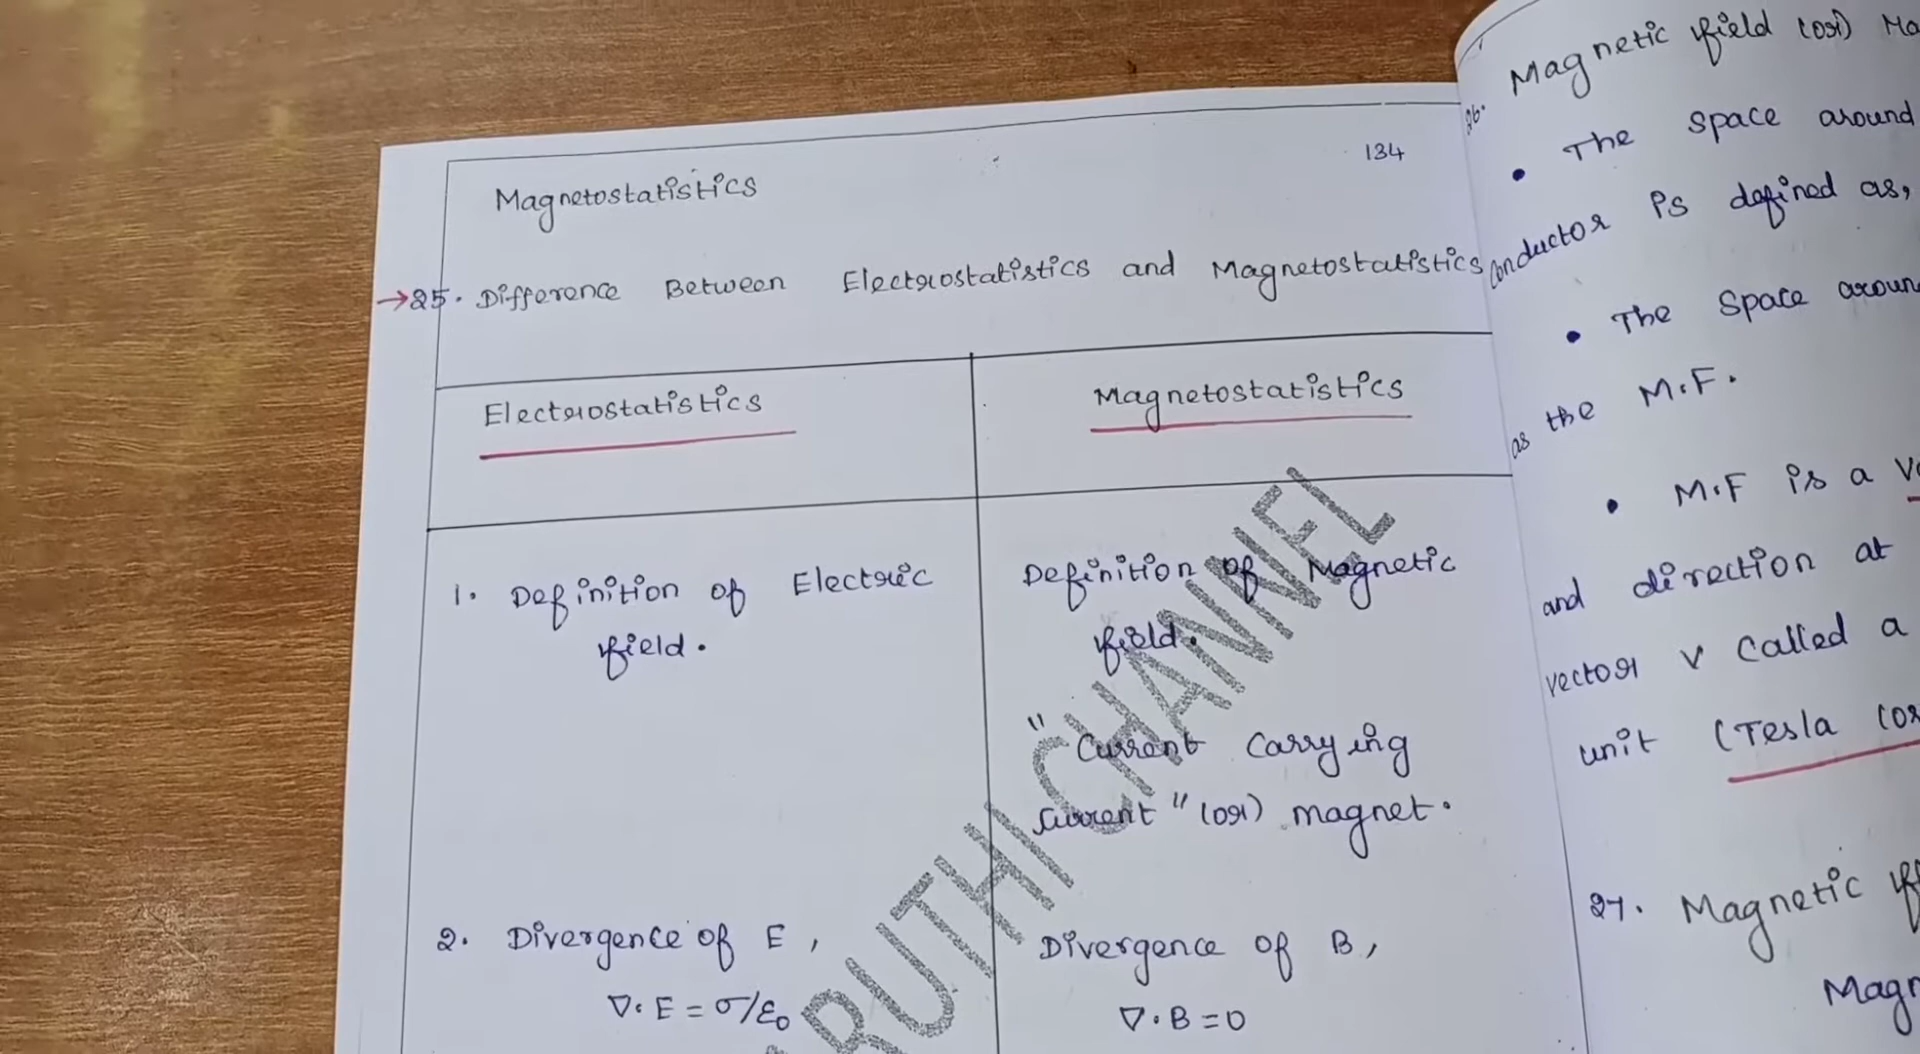 134
Magnetostatistics
→25. Difference Between Electrostatistics and Magnetostatistics
Electrostatistics
Magnetostatistics
1. Definition of Electric
field.
Definition of Magnetic
field.
"Current Carrying
Current" (or) magnet.
2. Divergence of E,
∇·E = σ/ε₀
Divergence of B,
∇·B = 0
RUTHI CHANNEL
26. Magnetic field (or)
• The space around
conductor is defined as,
• The space
as the M.F.
• M.F is a
and direction at
vector v called a
unit (Tesla
27. Magnetic